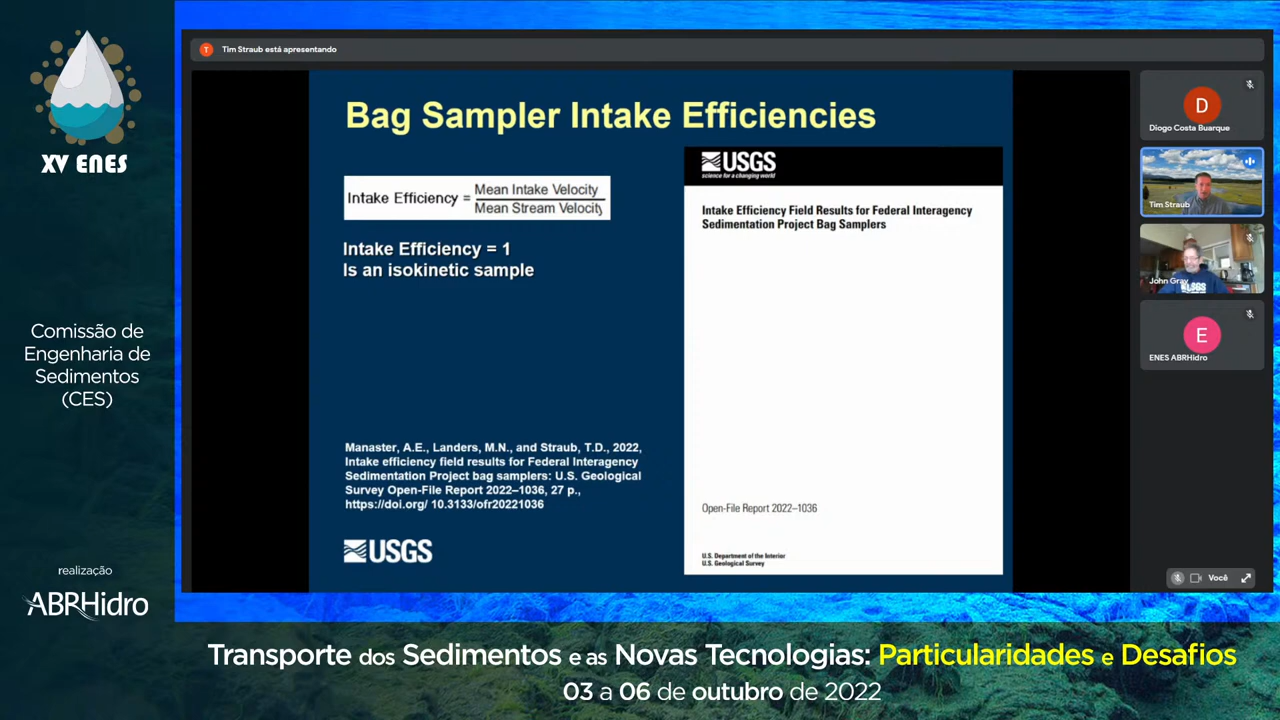 XV ENES
Comissão de
Engenharia de
Sedimentos
(CES)
realização
ABRHidro
T
Tim Straub está apresentando
Bag Sampler Intake Efficiencies
Intake Efficiency = Mean Intake Velocity
Mean Stream Velocity
Intake Efficiency = 1
Is an isokinetic sample
Manaster, A.E., Landers, M.N., and Straub, T.D., 2022,
Intake efficiency field results for Federal Interagency
Sedimentation Project bag samplers: U.S. Geological
Survey Open-File Report 2022–1036, 27 p.,
https://doi.org/ 10.3133/ofr20221036
USGS
USGS
science for a changing world
Intake Efficiency Field Results for Federal Interagency
Sedimentation Project Bag Samplers
Open-File Report 2022–1036
U.S. Department of the Interior
U.S. Geological Survey
D
Diogo Costa Buarque
Tim Straub
John Gray
USGS
E
ENES ABRHidro
Você
Transporte dos Sedimentos e as Novas Tecnologias: Particularidades e Desafios
03 a 06 de outubro de 2022